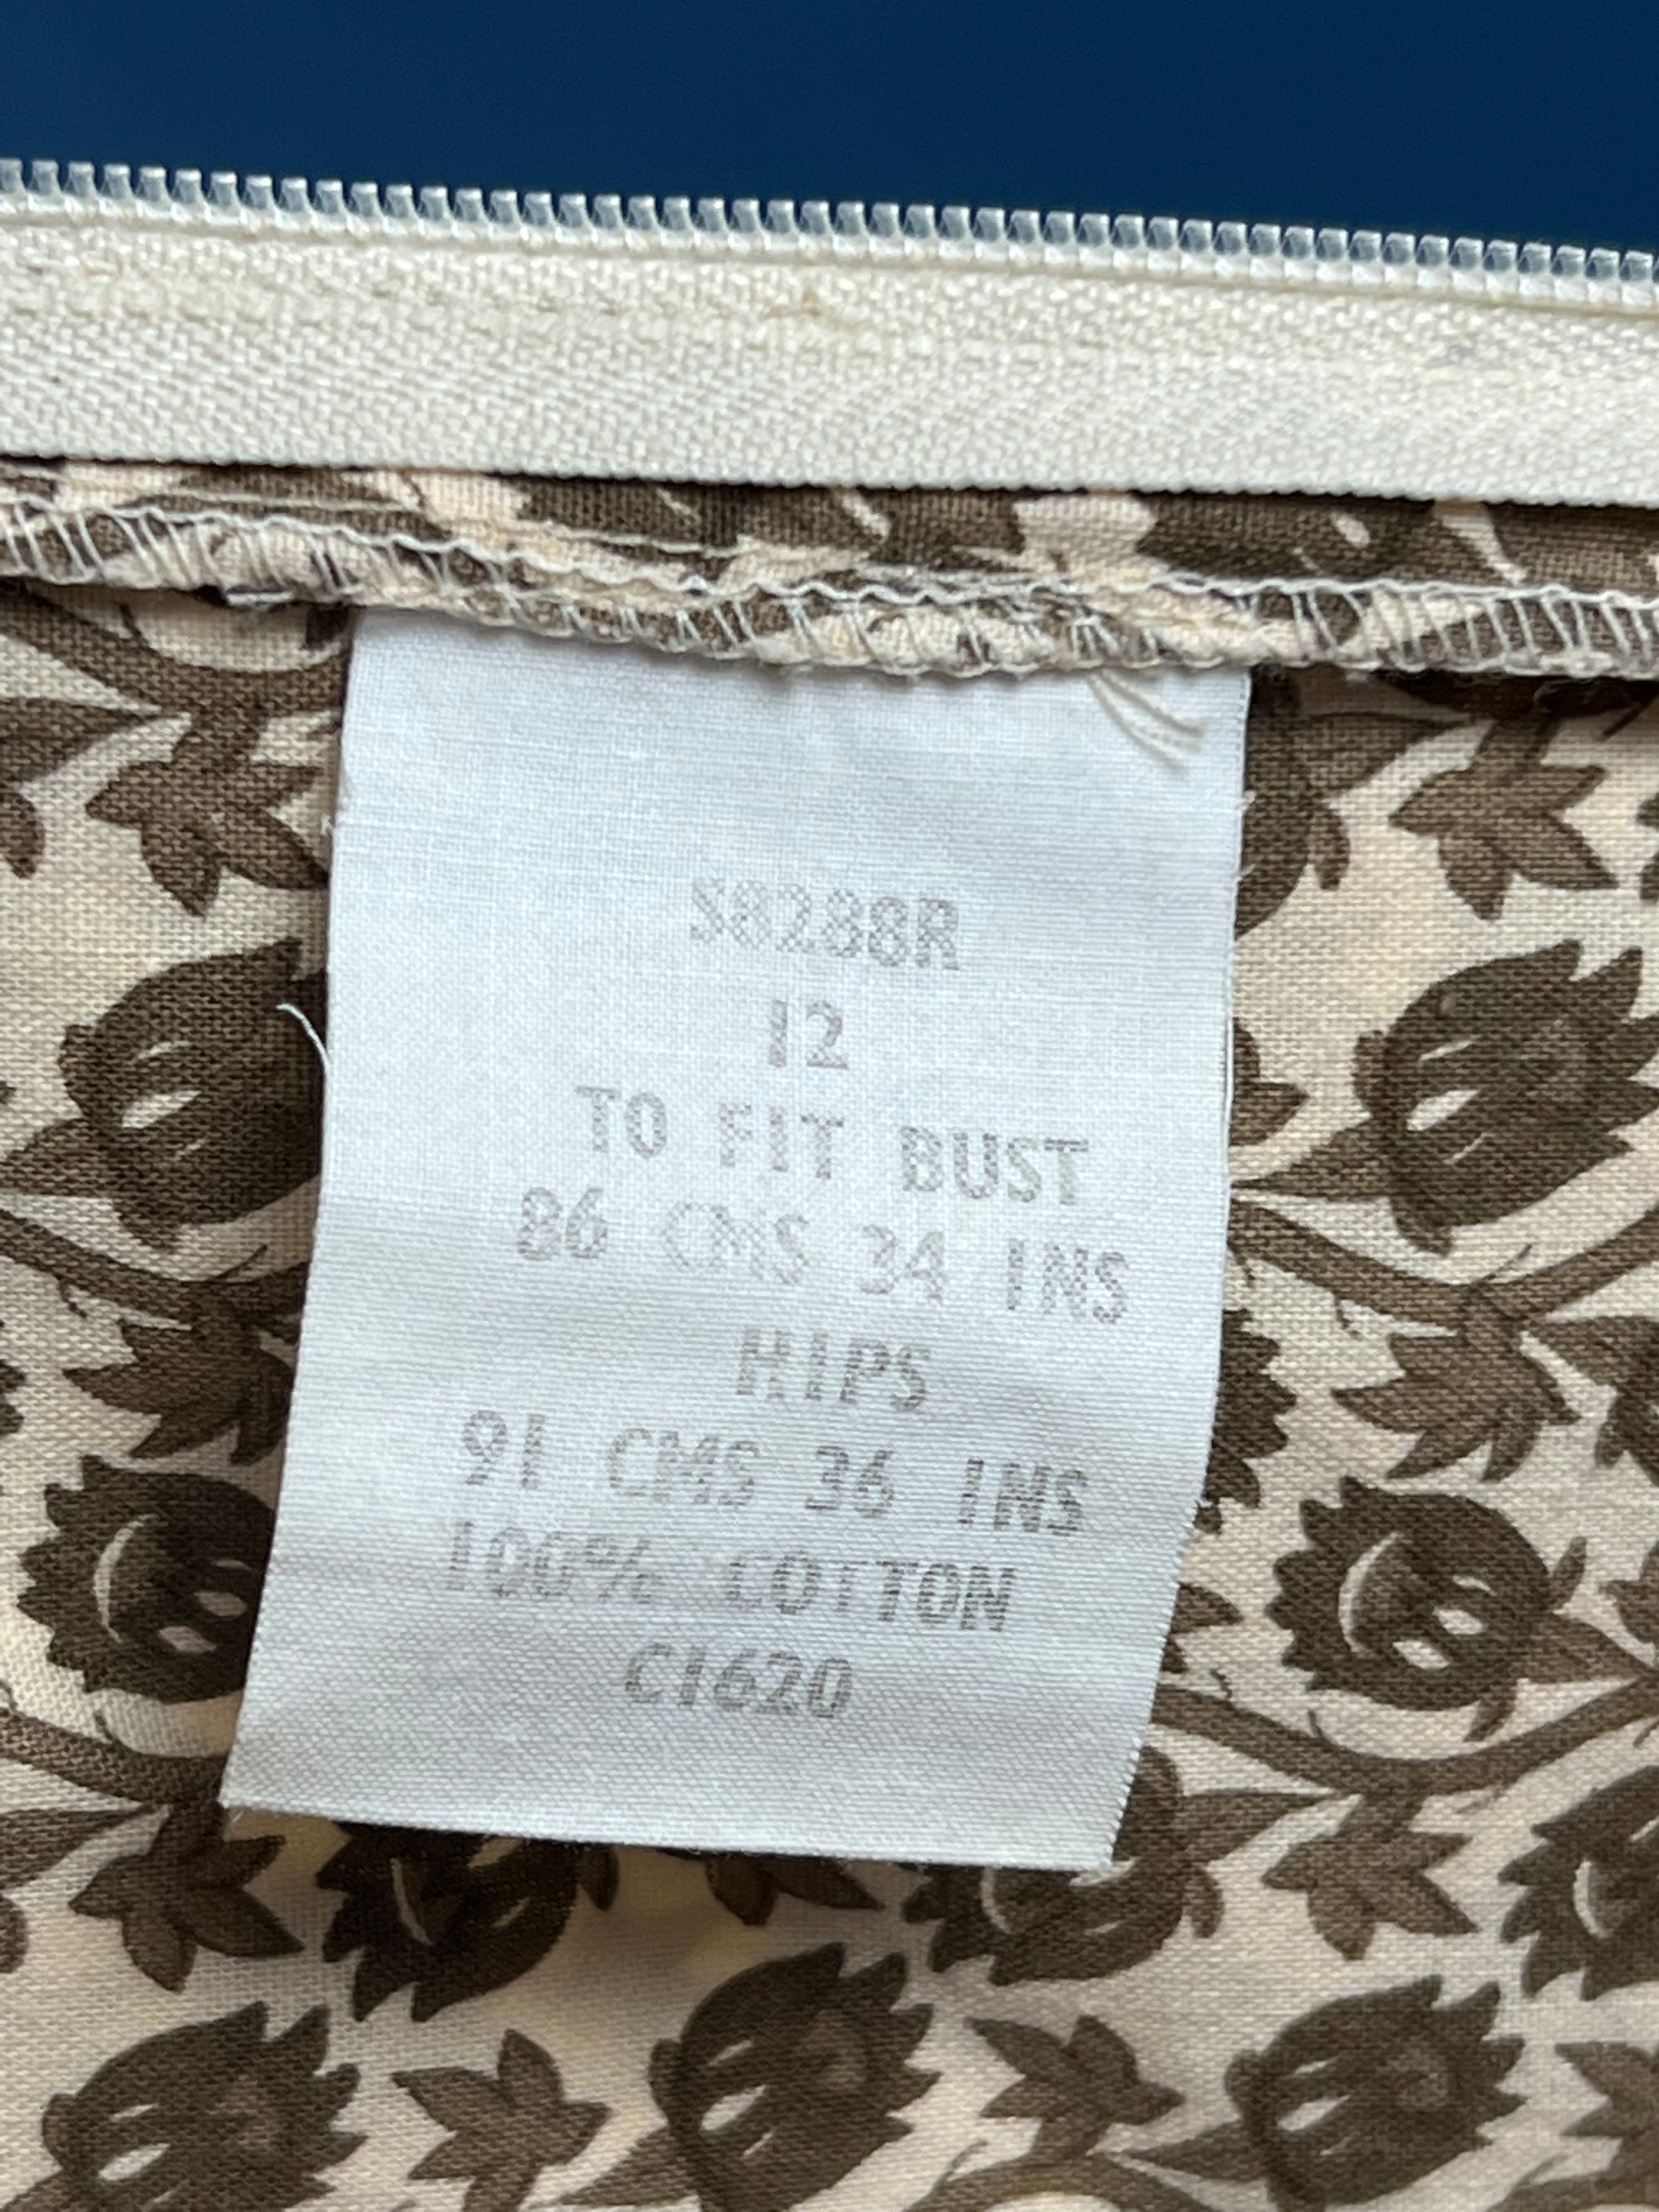 S8288R
12
TO FIT BUST
86 CMS 34 INS
HIPS
91 CMS 36 INS
100% COTTON
C1620